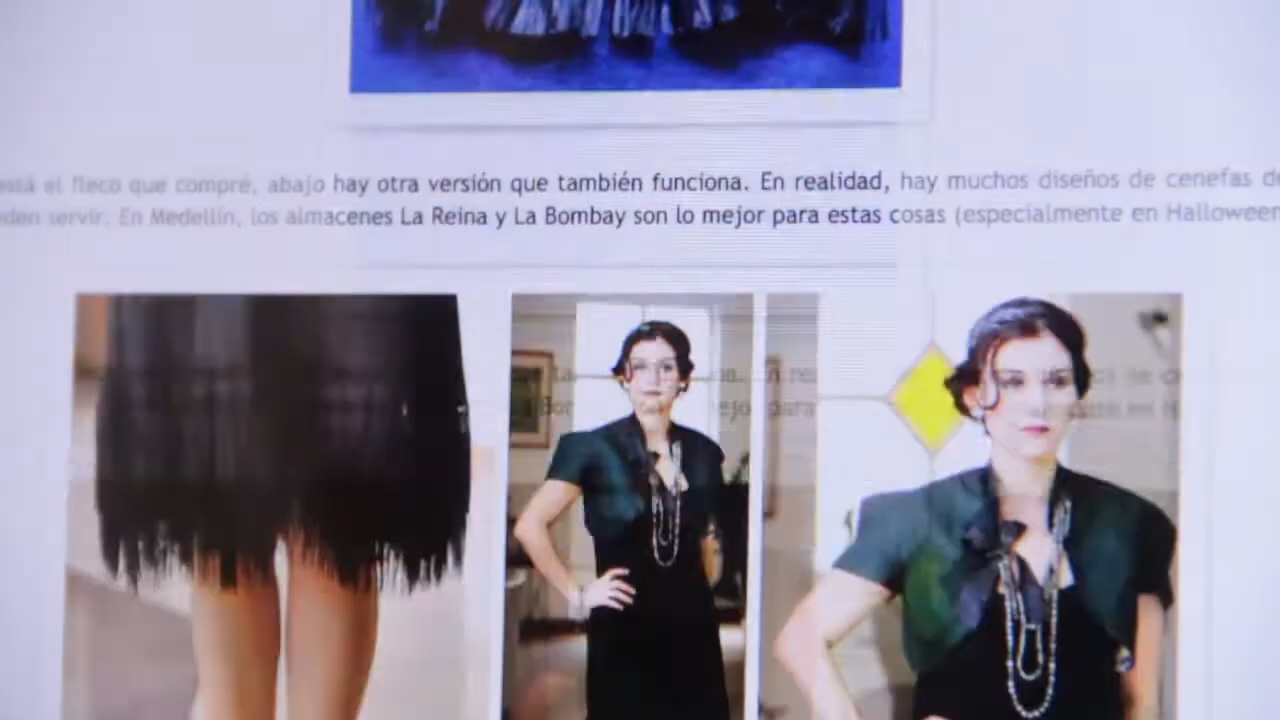 está el fleco que compré, abajo hay otra versión que también funciona. En realidad, hay muchos diseños de cenefas de
eden servir. En Medellín, los almacenes La Reina y La Bombay son lo mejor para estas cosas (especialmente en Halloween